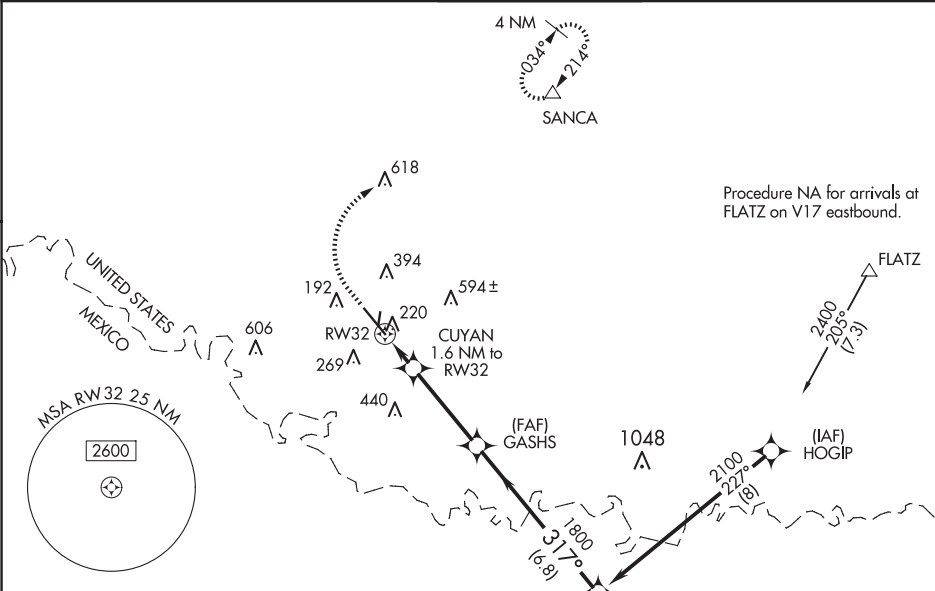 4 NM
034°
214°
SANCA
618
Procedure NA for arrivals at
FLATZ on V17 eastbound.
FLATZ
2400
205°
(7.3)
394
192
594±
220
UNITED STATES
MEXICO
606
RW32
269
CUYAN
1.6 NM to
RW32
440
MSA RW32 25 NM
2600
(FAF)
GASHS
1048
(IAF)
HOGIP
2100
227°
(8)
1800
317°
(6.8)